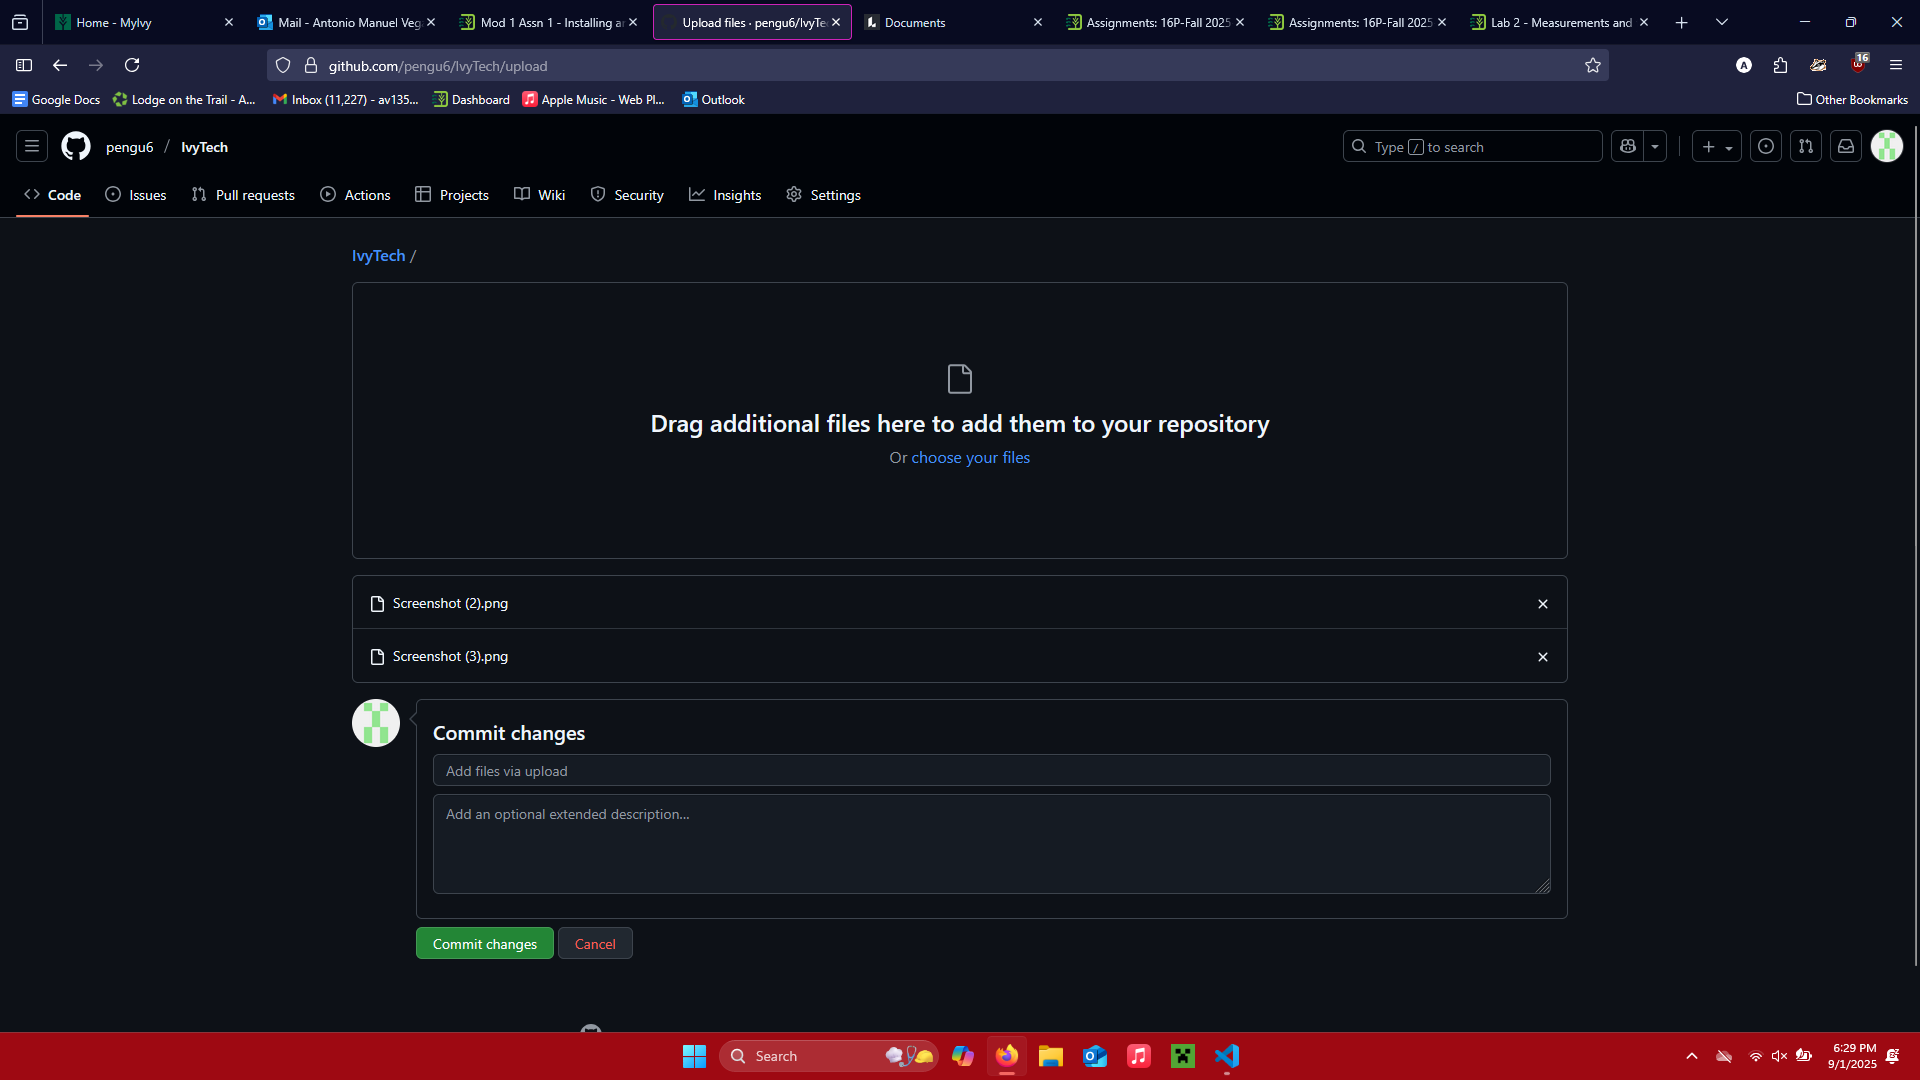 Home - MyIvy
Mail - Antonio Manuel Veg
Mod 1 Assn 1 - Installing a
Upload files · pengu6/IvyTe
Documents
Assignments: 16P-Fall 2025
Assignments: 16P-Fall 2025
Lab 2 - Measurements and
github.com/pengu6/IvyTech/upload
A
16
Google Docs
Lodge on the Trail - A...
Inbox (11,227) - av135...
Dashboard
Apple Music - Web Pl...
Outlook
Other Bookmarks
pengu6 / IvyTech
Type / to search
Code
Issues
Pull requests
Actions
Projects
Wiki
Security
Insights
Settings
IvyTech /
Drag additional files here to add them to your repository
Or choose your files
Screenshot (2).png
Screenshot (3).png
Commit changes
Add files via upload
Add an optional extended description...
Commit changes
Cancel
Search
6:29 PM
9/1/2025